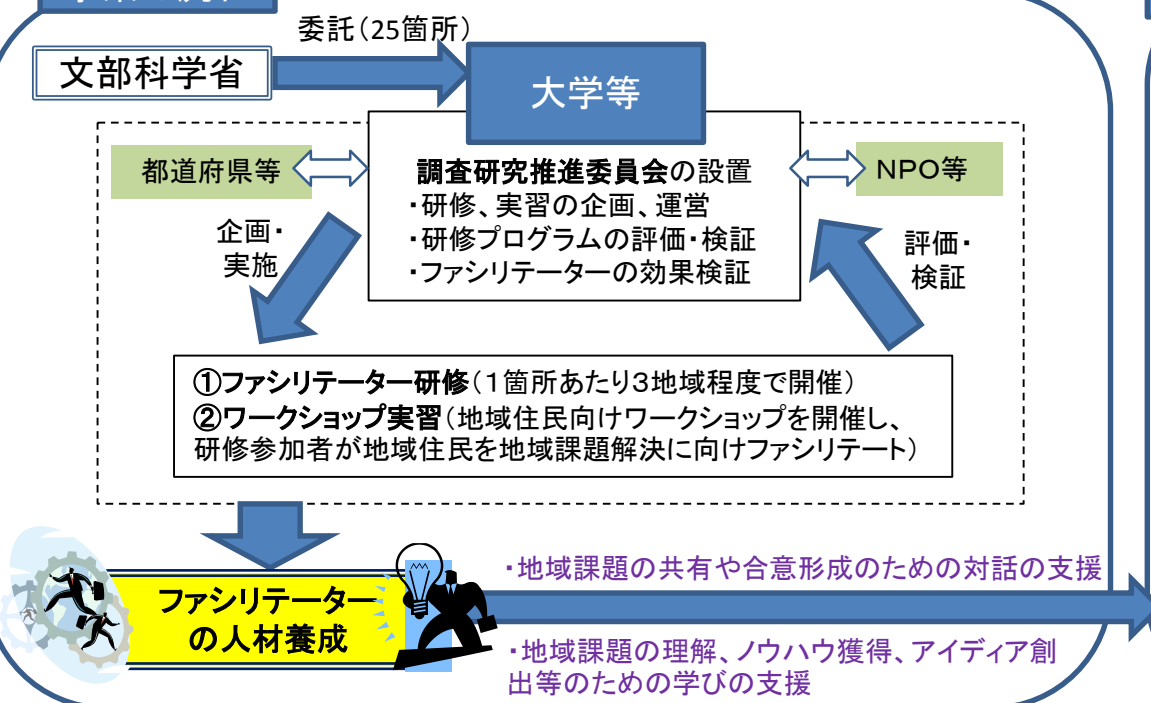 委託（25箇所）
文部科学省
大学等
都道府県等
調査研究推進委員会の設置
・研修、実習の企画、運営
・研修プログラムの評価・検証
・ファシリテーターの効果検証
NPO等
企画・
実施
評価・
検証
①ファシリテーター研修（１箇所あたり３地域程度で開催）
②ワークショップ実習（地域住民向けワークショップを開催し、
研修参加者が地域住民を地域課題解決に向けファシリテート）
ファシリテーター
の人材養成
・地域課題の共有や合意形成のための対話の支援
・地域課題の理解、ノウハウ獲得、アイディア創
出等のための学びの支援